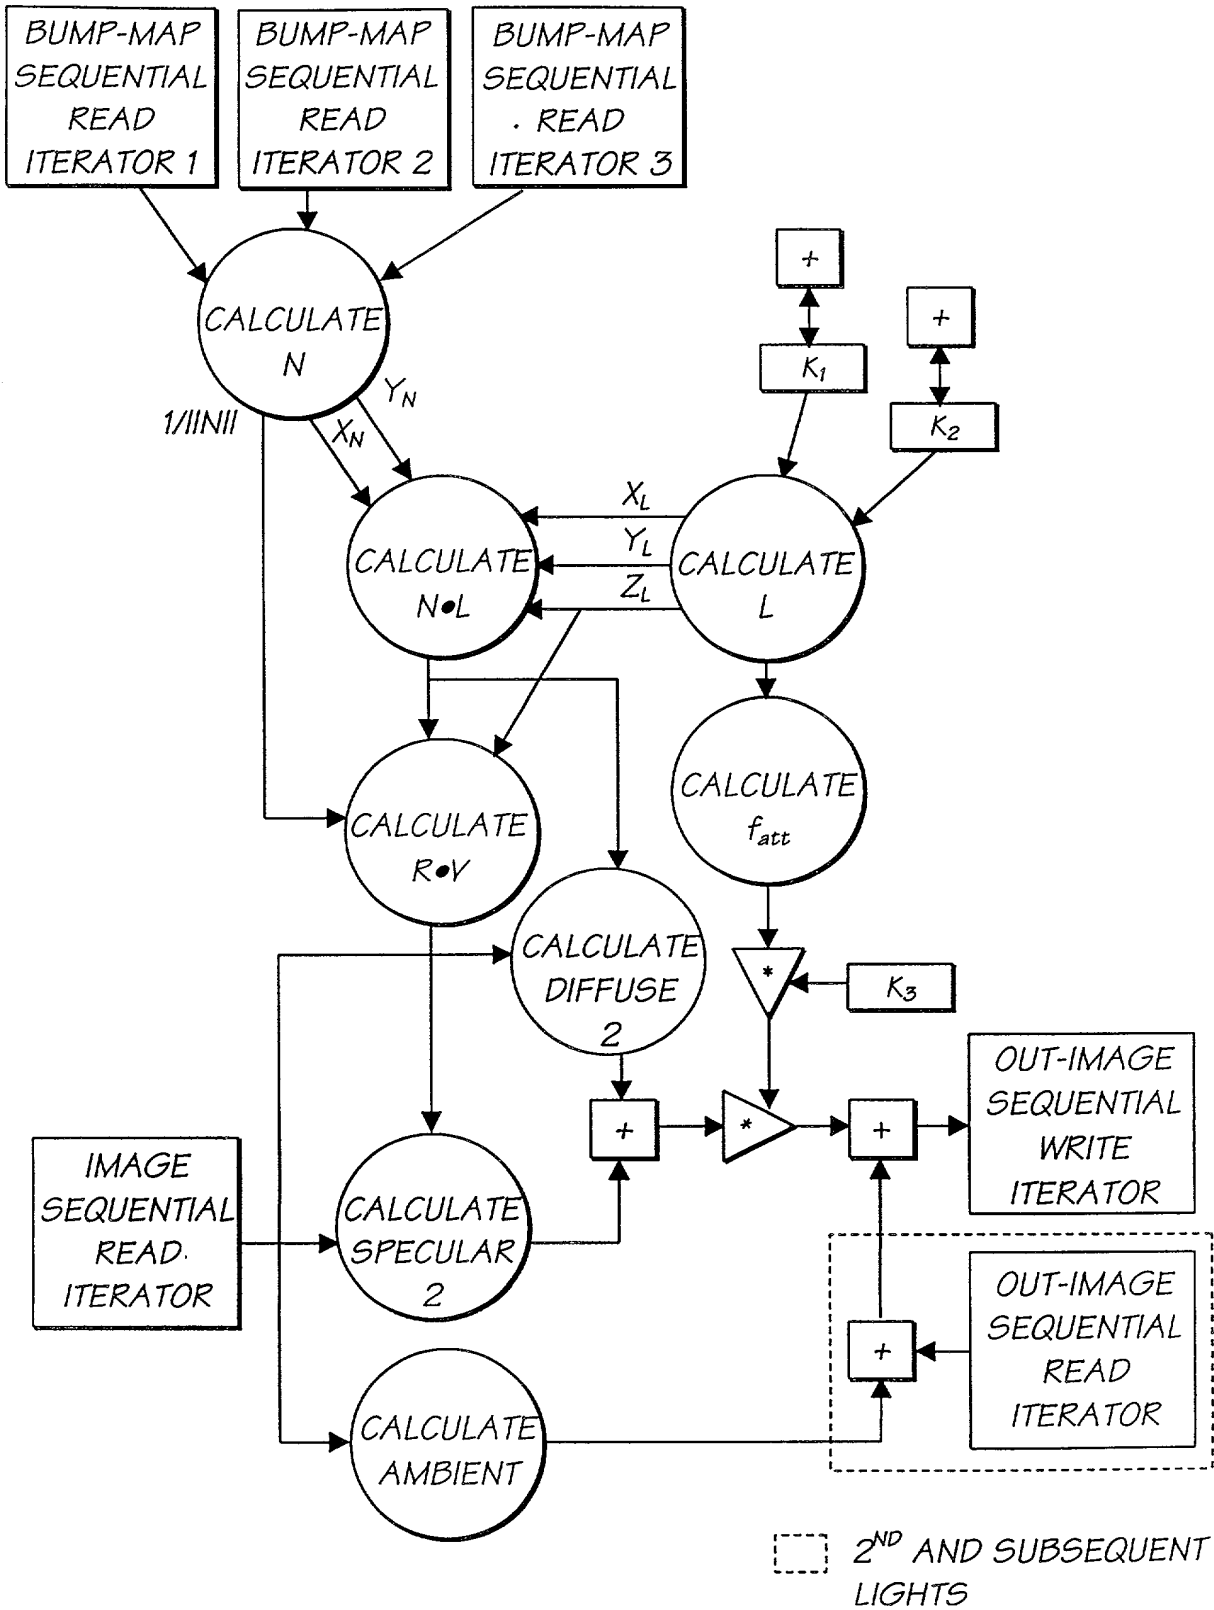 BUMP-MAP
SEQUENTIAL
READ
ITERATOR 1
BUMP-MAP
SEQUENTIAL
READ
ITERATOR 2
BUMP-MAP
SEQUENTIAL
READ
ITERATOR 3
CALCULATE
N
+
+
K1
K2
1/||N||
XN
YN
XL
YL
ZL
CALCULATE
N•L
CALCULATE
L
CALCULATE
fatt
CALCULATE
R•V
CALCULATE
DIFFUSE
2
*
K3
+
*
+
OUT-IMAGE
SEQUENTIAL
WRITE
ITERATOR
IMAGE
SEQUENTIAL
READ
ITERATOR
CALCULATE
SPECULAR
2
+
OUT-IMAGE
SEQUENTIAL
READ
ITERATOR
CALCULATE
AMBIENT
2ND AND SUBSEQUENT
LIGHTS